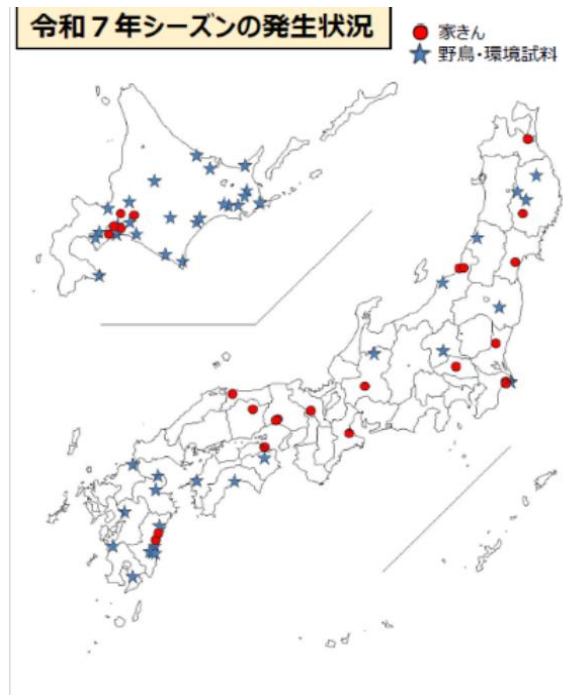 令和７年シーズンの発生状況
家きん
野鳥・環境試料